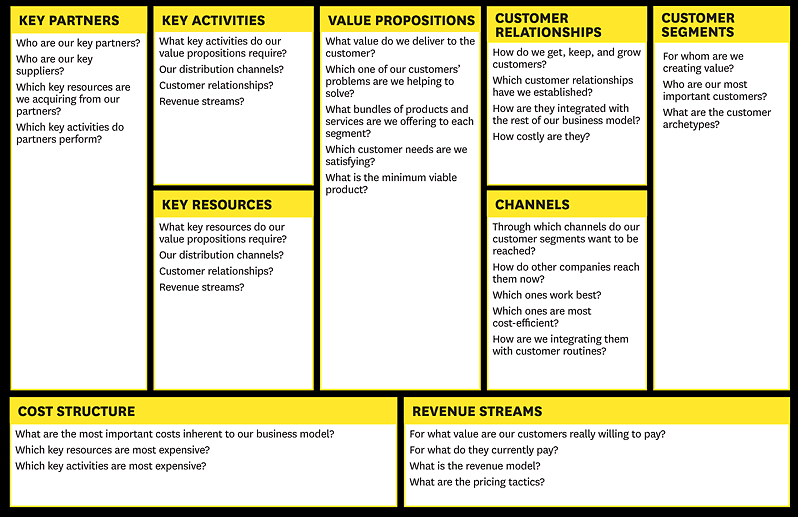 KEY PARTNERS
Who are our key partners?
Who are our key
suppliers?
Which key resources are
we acquiring from our
partners?
Which key activities do
partners perform?
KEY ACTIVITIES
What key activities do our
value propositions require?
Our distribution channels?
Customer relationships?
Revenue streams?
KEY RESOURCES
What key resources do our
value propositions require?
Our distribution channels?
Customer relationships?
Revenue streams?
VALUE PROPOSITIONS
What value do we deliver to the
customer?
Which one of our customers’
problems are we helping to
solve?
What bundles of products and
services are we offering to each
segment?
Which customer needs are we
satisfying?
What is the minimum viable
product?
CUSTOMER
RELATIONSHIPS
How do we get, keep, and grow
customers?
Which customer relationships
have we established?
How are they integrated with
the rest of our business model?
How costly are they?
CHANNELS
Through which channels do our
customer segments want to be
reached?
How do other companies reach
them now?
Which ones work best?
Which ones are most
cost-efficient?
How are we integrating them
with customer routines?
CUSTOMER
SEGMENTS
For whom are we
creating value?
Who are our most
important customers?
What are the customer
archetypes?
COST STRUCTURE
What are the most important costs inherent to our business model?
Which key resources are most expensive?
Which key activities are most expensive?
REVENUE STREAMS
For what value are our customers really willing to pay?
For what do they currently pay?
What is the revenue model?
What are the pricing tactics?